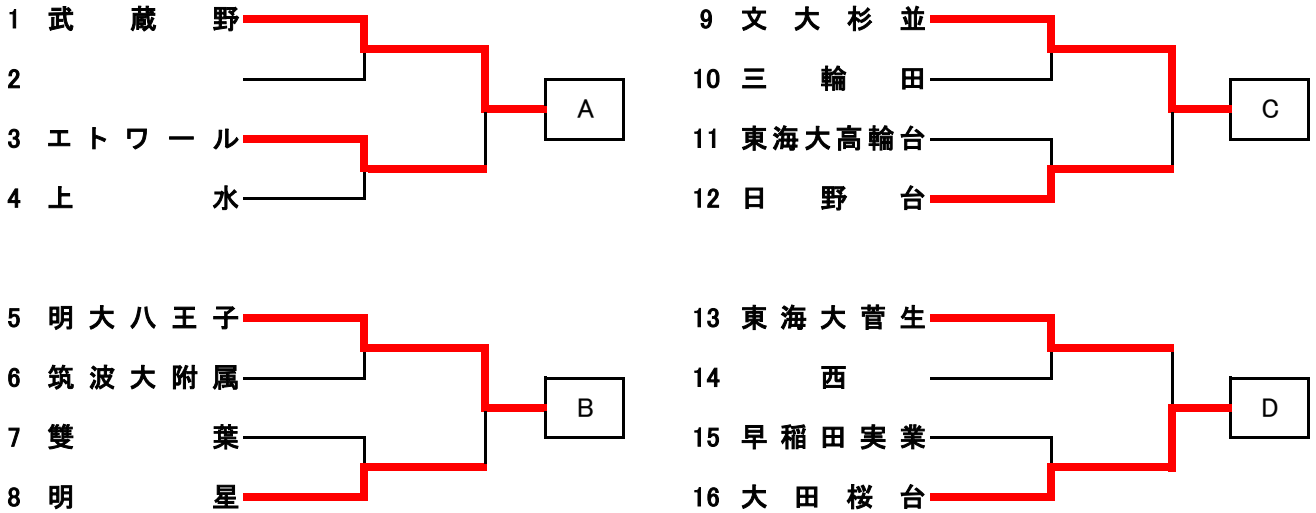 1 武蔵野
2
A
3 エトワール
4 上水
5 明大八王子
6 筑波大附属
B
7 雙葉
8 明星
9 文大杉並
10 三輪田
C
11 東海大高輪台
12 日野台
13 東海大菅生
14 西
D
15 早稲田実業
16 大田桜台